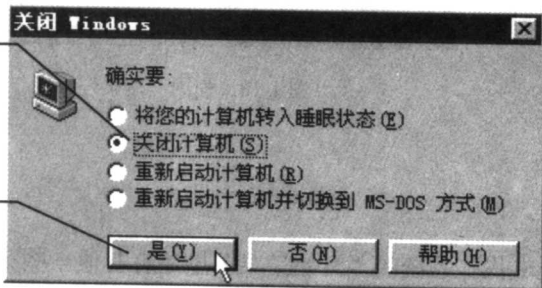 关闭 Windows
确实要:
将您的计算机转入睡眠状态(E)
关闭计算机(S)
重新启动计算机(R)
重新启动计算机并切换到 MS-DOS 方式(M)
是(Y) 否(N) 帮助(H)